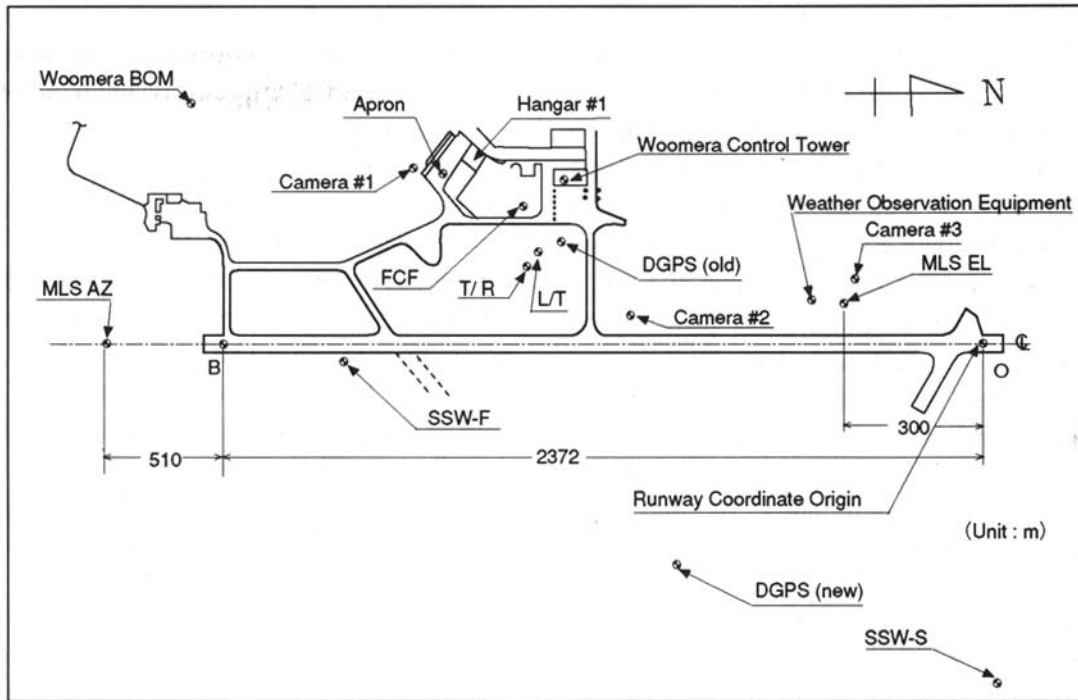 Woomera BOM
Apron
Hangar #1
N
Woomera Control Tower
Camera #1
Weather Observation Equipment
Camera #3
FCF
T/R
L/T
DGPS (old)
MLS EL
MLS AZ
Camera #2
B
O
℄
SSW-F
300
510
2372
Runway Coordinate Origin
(Unit : m)
DGPS (new)
SSW-S